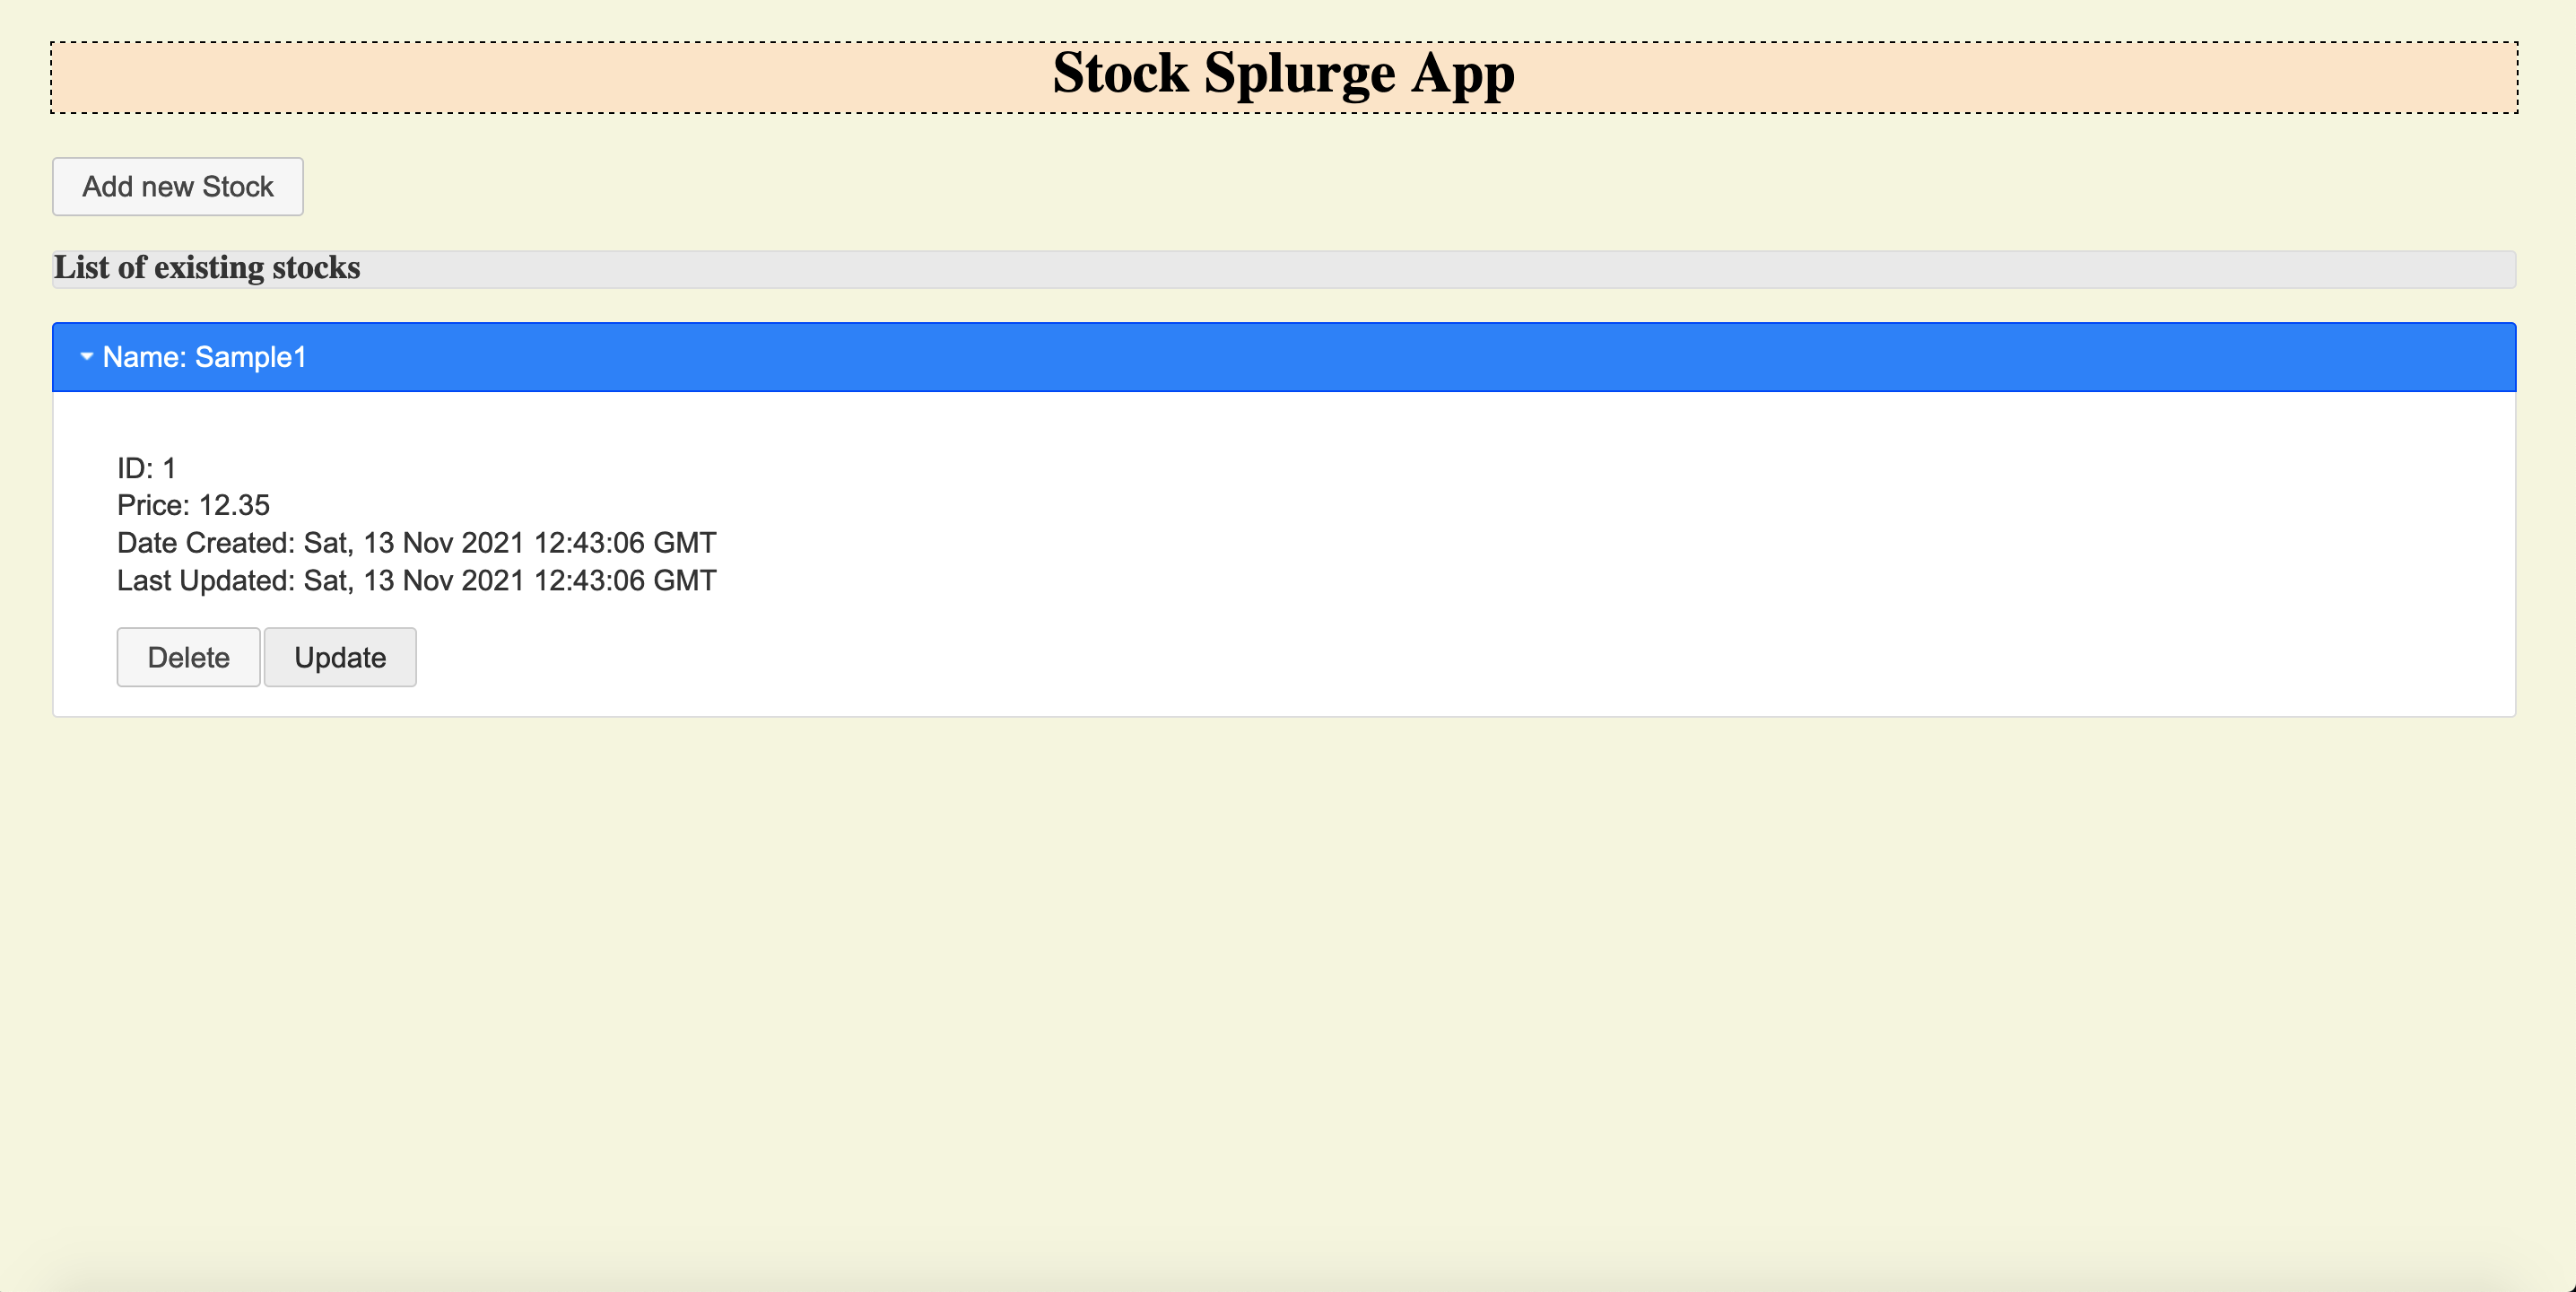 Stock Splurge App
Add new Stock
List of existing stocks
Name: Sample1
ID: 1
Price: 12.35
Date Created: Sat, 13 Nov 2021 12:43:06 GMT
Last Updated: Sat, 13 Nov 2021 12:43:06 GMT
Delete Update